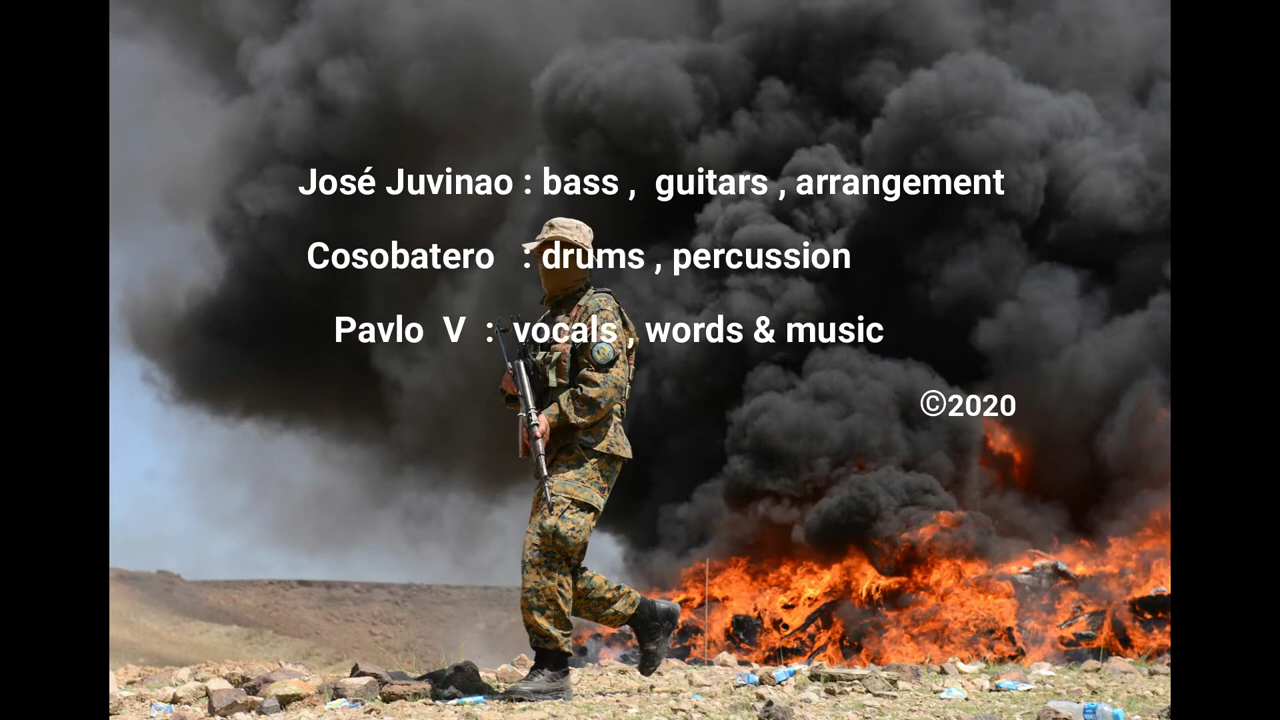 José Juvinao : bass ,  guitars , arrangement
Cosobatero   : drums , percussion
Pavlo  V  :  vocals , words & music
©2020